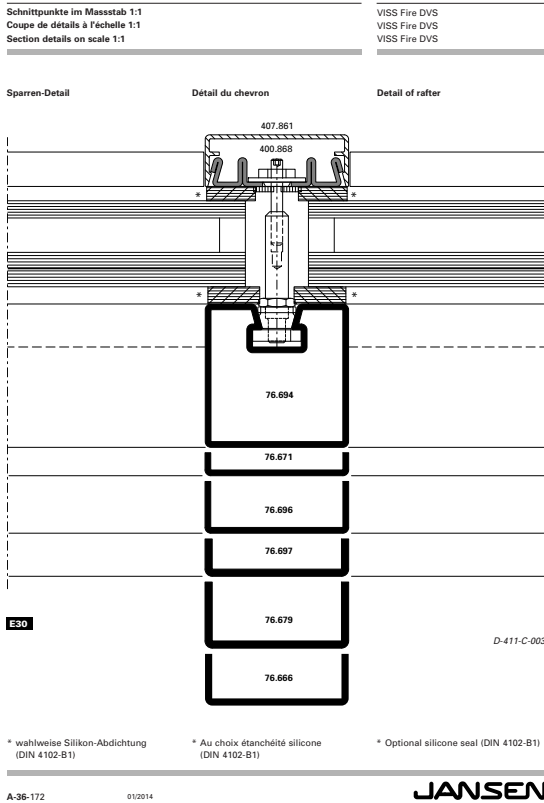 Schnittpunkte im Massstab 1:1
Coupe de détails à l'échelle 1:1
Section details on scale 1:1
VISS Fire DVS
VISS Fire DVS
VISS Fire DVS
Sparren-Detail
Détail du chevron
Detail of rafter
407.861
400.868
*
*
*
*
76.694
76.671
76.696
76.697
76.679
76.666
E30
D-411-C-003
* wahlweise Silikon-Abdichtung
(DIN 4102-B1)
* Au choix étanchéité silicone
(DIN 4102-B1)
* Optional silicone seal (DIN 4102-B1)
A-36-172
01/2014
JANSEN